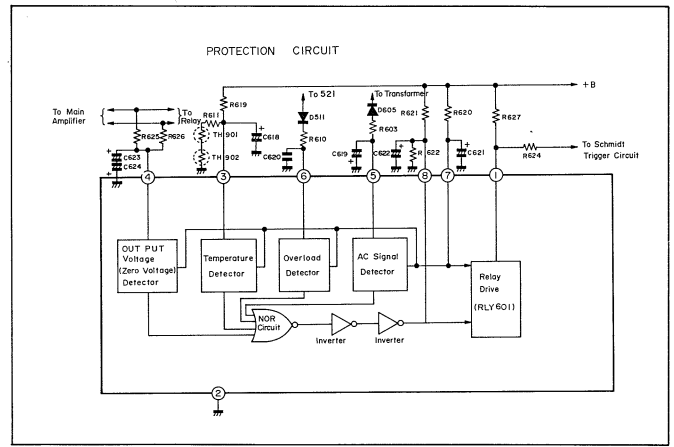 PROTECTION CIRCUIT
+B
To 521
To Transformer
To Main
Amplifier
To
Relay
R611
R619
D511
D605
R621
R620
R627
R625
R626
TH 901
TH 902
+
C618
R610
R603
To Schmidt
Trigger Circuit
R624
+
C623
C624
+
C620
+
C619
+
C622
R 622
+
C621
4
3
6
5
8
7
1
OUT PUT
Voltage
(Zero Voltage)
Detector
Temperature
Detector
Overload
Detector
AC Signal
Detector
Relay
Drive
(RLY601)
NOR
Circuit
Inverter
Inverter
2